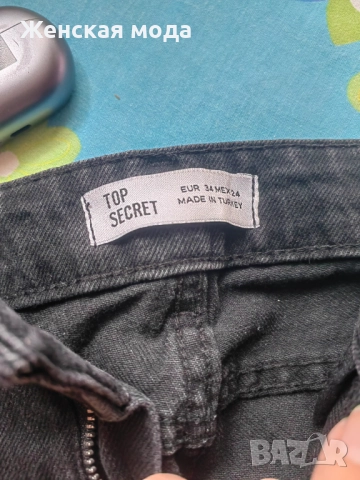 Женская мода
TOP
SECRET
EUR 34 MEX 24
MADE IN TURKEY
BAZAR